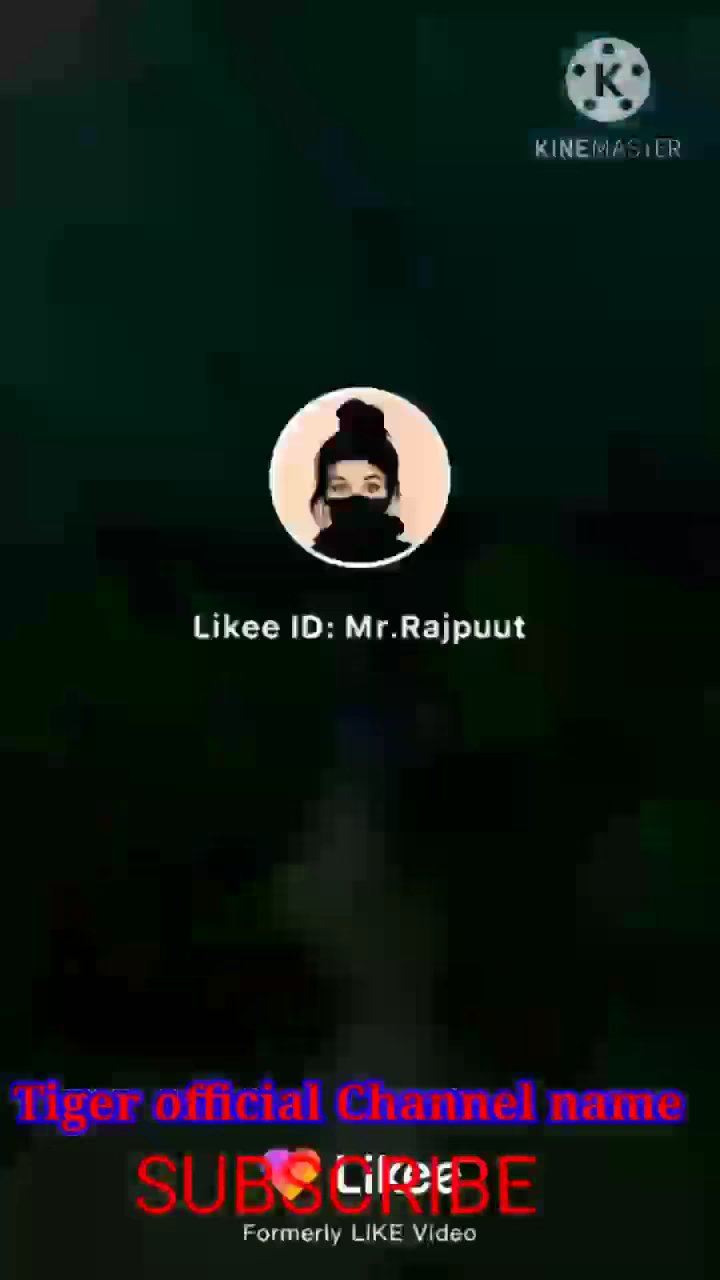 K
KINEMASTER
Likee ID: Mr.Rajpuut
Tiger official Channel name
SUBSCRIBE
Likee
Formerly LIKE Video